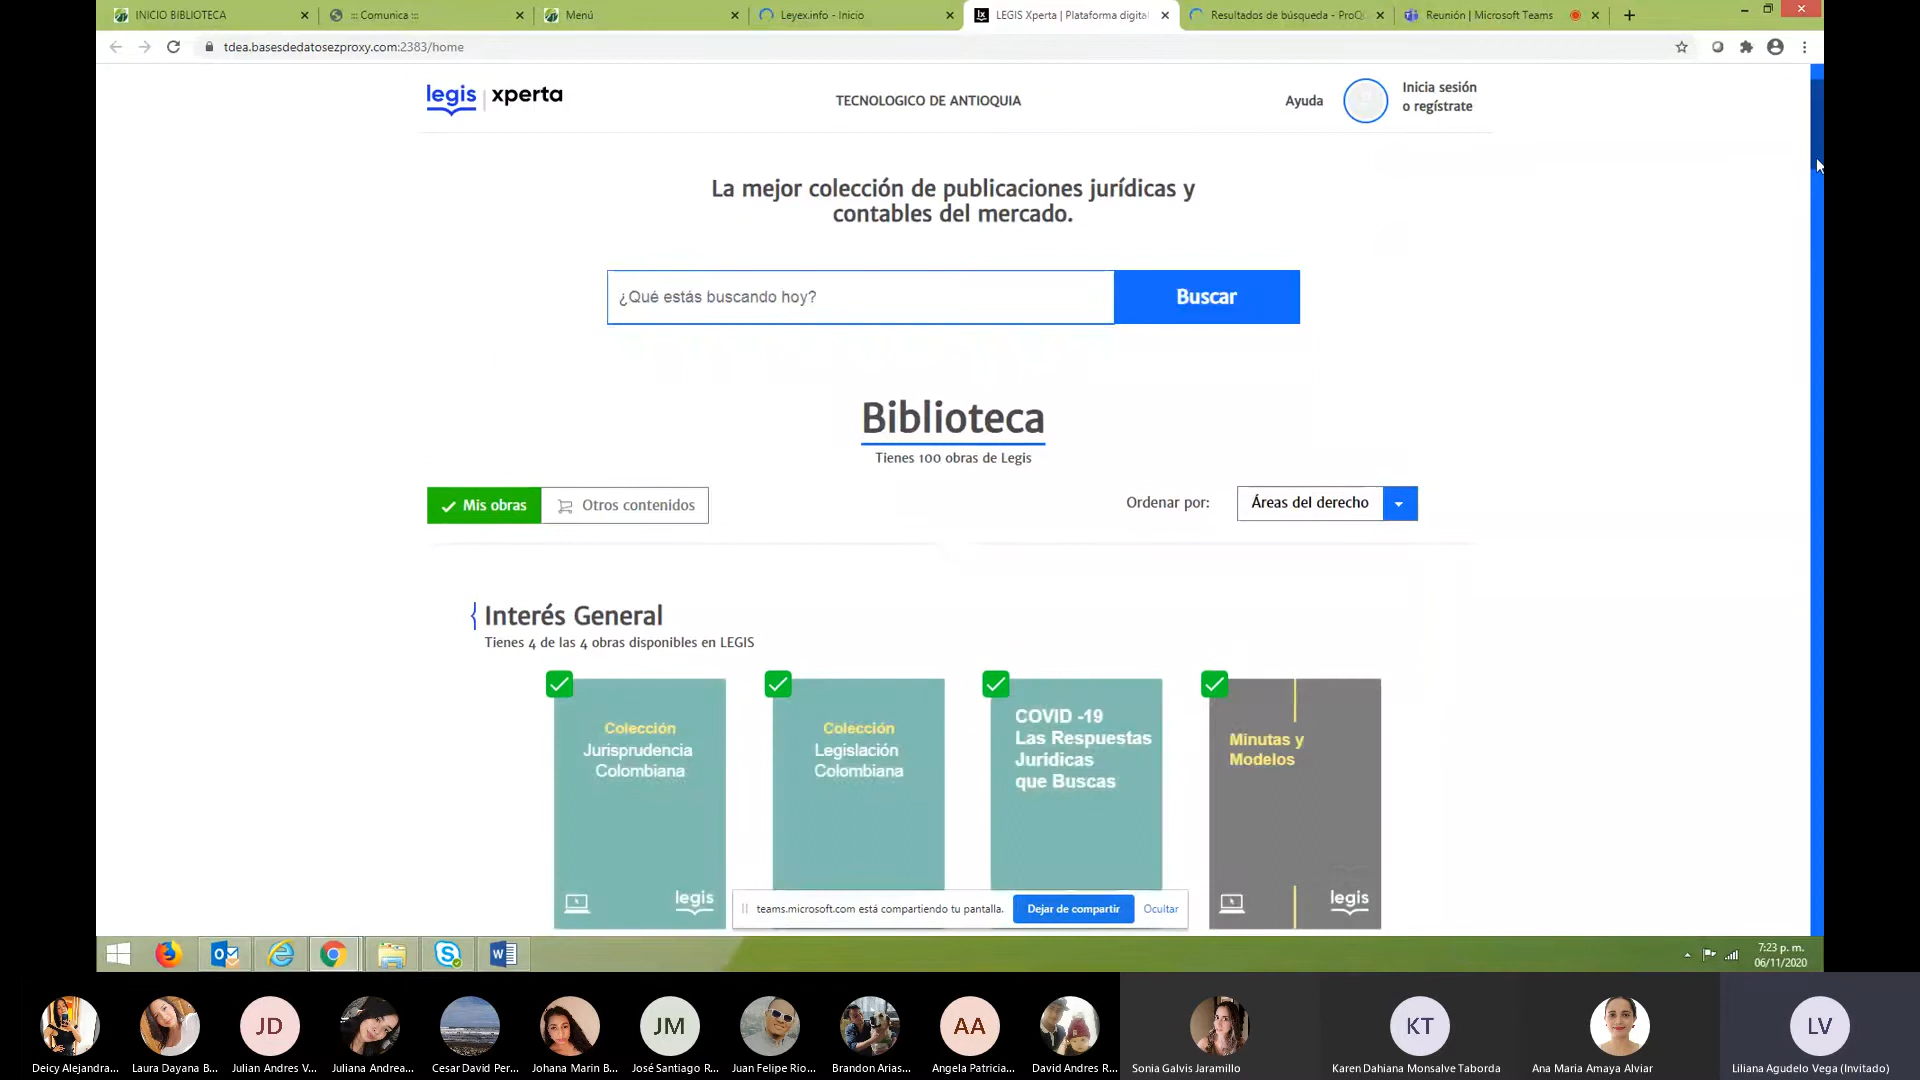 INICIO BIBLIOTECA
::: Comunica :::
Menú
Leyex.info - Inicio
LEGIS Xperta | Plataforma digital
Resultados de búsqueda - ProQ
Reunión | Microsoft Teams
tdea.basesdedatosezproxy.com:2383/home
legis | xperta
TECNOLOGICO DE ANTIOQUIA
Ayuda
Inicia sesión
o regístrate
La mejor colección de publicaciones jurídicas y
contables del mercado.
¿Qué estás buscando hoy?
Buscar
Biblioteca
Tienes 100 obras de Legis
Mis obras
Otros contenidos
Ordenar por:
Áreas del derecho
Interés General
Tienes 4 de las 4 obras disponibles en LEGIS
Colección
Jurisprudencia
Colombiana
legis
Colección
Legislación
Colombiana
COVID -19
Las Respuestas
Jurídicas
que Buscas
Minutas y
Modelos
legis
teams.microsoft.com está compartiendo tu pantalla.
Dejar de compartir
Ocultar
7:23 p. m.
06/11/2020
JD
JM
AA
KT
LV
Deicy Alejandra...
Laura Dayana B...
Julian Andres V...
Juliana Andrea...
Cesar David Per...
Johana Marin B...
José Santiago R...
Juan Felipe Rio...
Brandon Arias...
Angela Patricia...
David Andres R...
Sonia Galvis Jaramillo
Karen Dahiana Monsalve Taborda
Ana Maria Amaya Alviar
Liliana Agudelo Vega (Invitado)